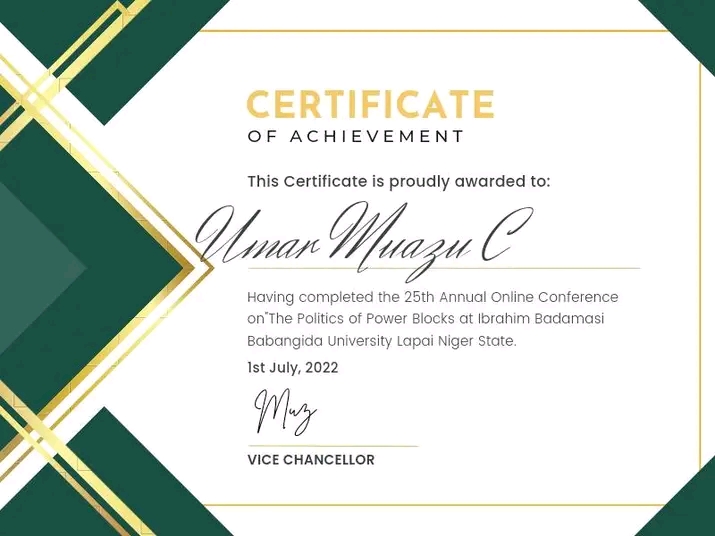 CERTIFICATE
OF ACHIEVEMENT
This Certificate is proudly awarded to:
Umar Muazu C
Having completed the 25th Annual Online Conference
on"The Politics of Power Blocks at Ibrahim Badamasi
Babangida University Lapai Niger State.
1st July, 2022
Muz
VICE CHANCELLOR